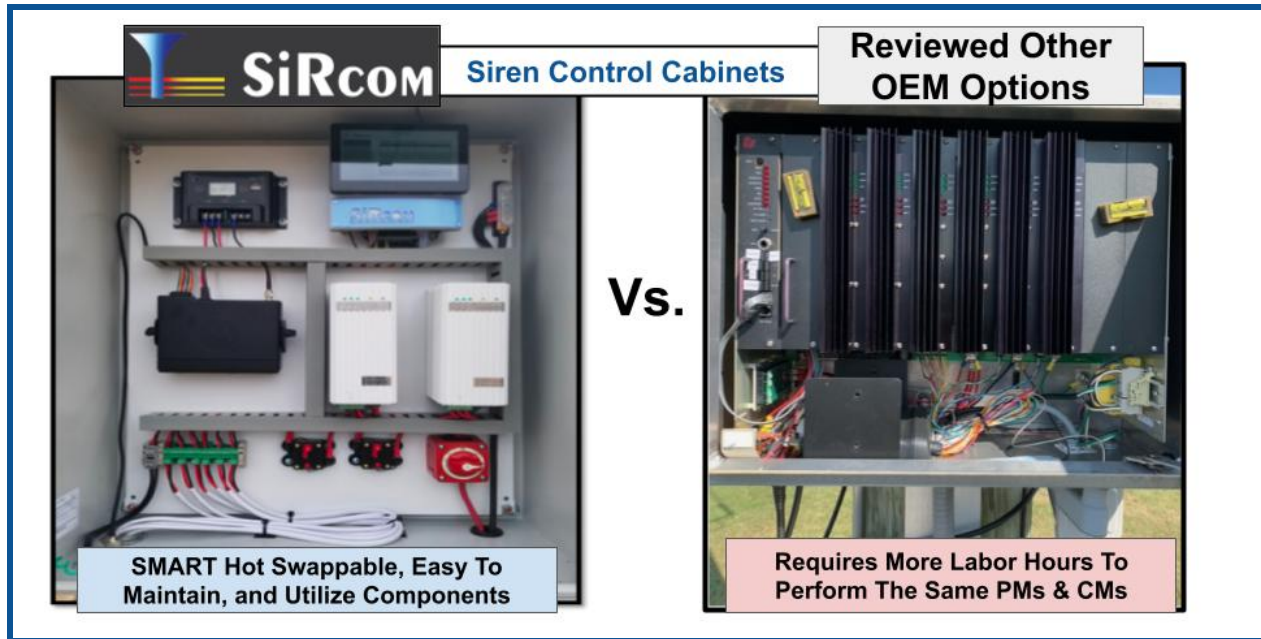 SiRCOM
Siren Control Cabinets
Reviewed Other
OEM Options
SiRCOM
Vs.
SMART Hot Swappable, Easy To
Maintain, and Utilize Components
Requires More Labor Hours To
Perform The Same PMs & CMs